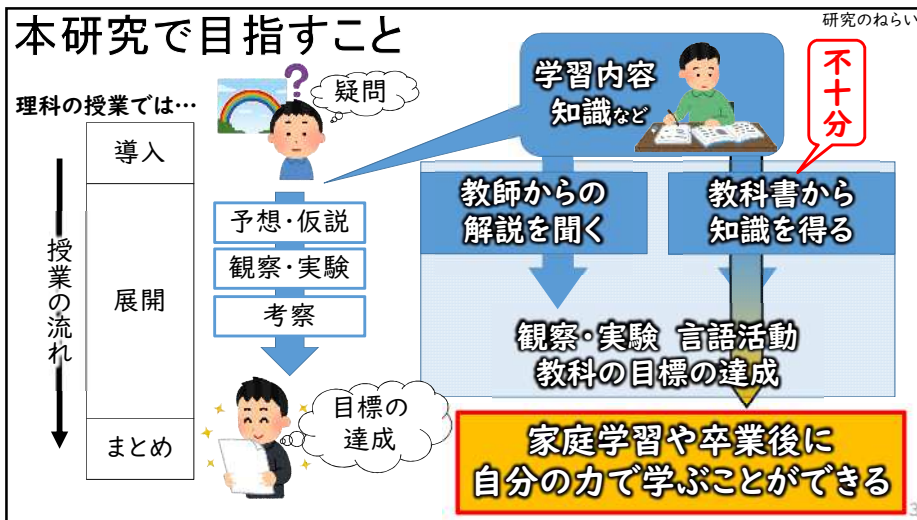 研究のねらい
本研究で目指すこと
理科の授業では…
授業の流れ
導入
展開
まとめ
?
疑問
予想・仮説
観察・実験
考察
目標の
達成
学習内容
知識など
不十分
教師からの
解説を聞く
教科書から
知識を得る
観察・実験 言語活動
教科の目標の達成
家庭学習や卒業後に
自分の力で学ぶことができる
3